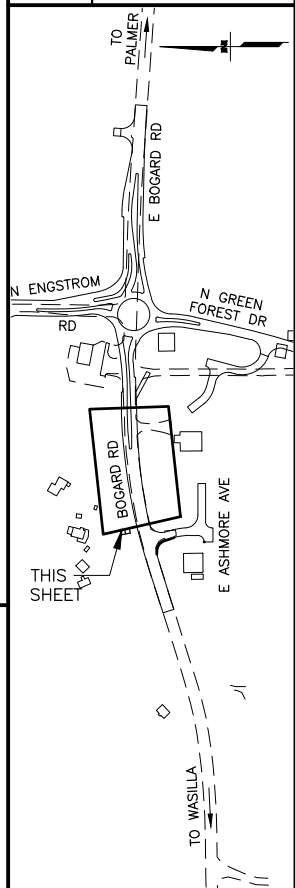 TO
PALMER
E BOGARD RD
N ENGSTROM
RD
N GREEN
FOREST DR
BOGARD RD
THIS
SHEET
E ASHMORE AVE
TO WASILLA